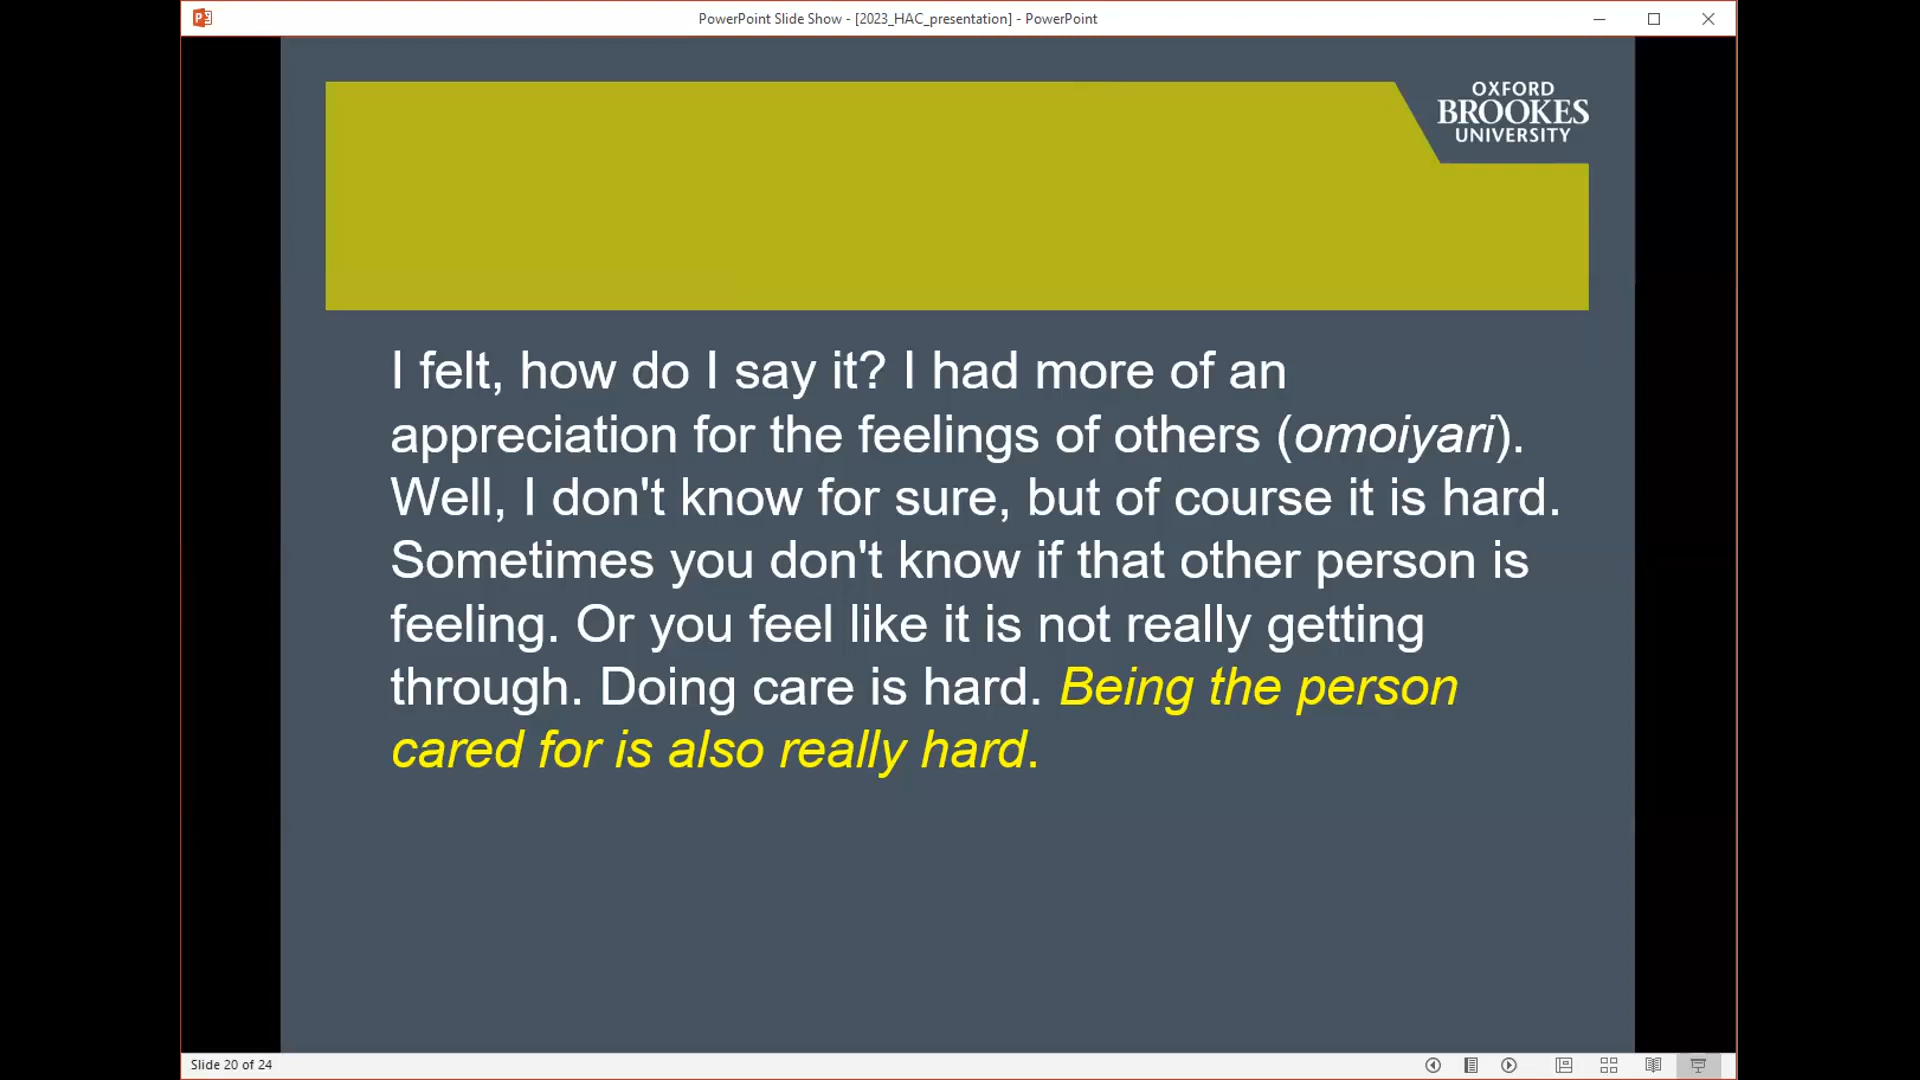 PowerPoint Slide Show - [2023_HAC_presentation] - PowerPoint
OXFORD
BROOKES
UNIVERSITY
I felt, how do I say it? I had more of an
appreciation for the feelings of others (omoiyari).
Well, I don't know for sure, but of course it is hard.
Sometimes you don't know if that other person is
feeling. Or you feel like it is not really getting
through. Doing care is hard. Being the person
cared for is also really hard.
Slide 20 of 24